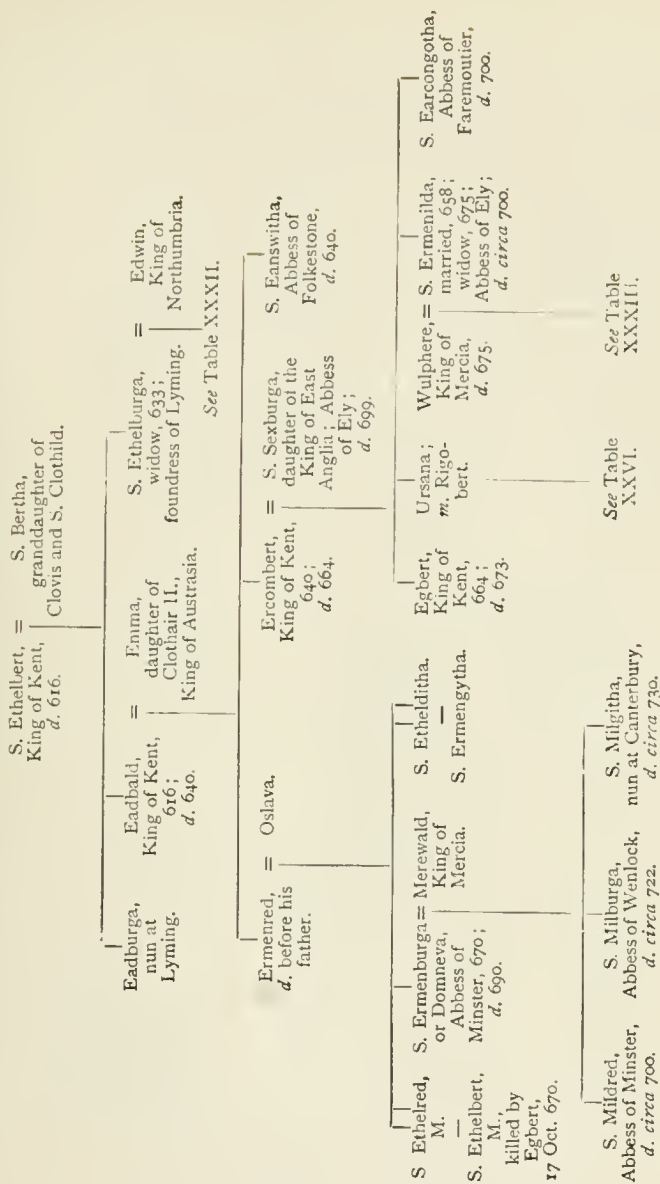 S. Ethelbert,
King of Kent,
d. 616.
=
S. Bertha,
granddaughter of
Clovis and S. Clothild.
Eadburga,
nun at
Lyming.
Eadbald,
King of Kent,
616;
d. 640.
=
Emma,
daughter of
Clothair II.,
King of Austrasia.
S. Ethelburga,
widow, 633;
foundress of Lyming.
=
Edwin,
King of
Northumbria.
See Table XXXII.
Ermenred,
d. before his
father.
=
Oslava.
Ercombert,
King of Kent,
640;
d. 664.
=
S. Sexburga,
daughter of the
King of East
Anglia; Abbess
of Ely;
d. 699.
S. Eanswitha,
Abbess of
Folkestone,
d. 640.
S Ethelred,
M.
—
S. Ethelbert,
M.,
killed by
Egbert,
17 Oct. 670.
S. Ermenburga
or Domneva,
Abbess of
Minster, 670;
d. 690.
=
Merewald,
King of
Mercia.
S. Ethelditha.
—
S. Ermengytha.
Egbert,
King of
Kent,
664;
d. 673.
Ursana;
m. Rigo-
bert.
See Table
XXVI.
Wulphere,
King of
Mercia,
d. 675.
=
S. Ermenilda,
married, 658;
widow, 675;
Abbess of Ely;
d. circa 700.
See Table
XXXIII.
S. Earcongotha,
Abbess of
Faremoutier,
d. 700.
S. Mildred,
Abbess of Minster,
d. circa 700.
S. Milburga,
Abbess of Wenlock,
d. circa 722.
S. Milgitha,
nun at Canterbury,
d. circa 730.